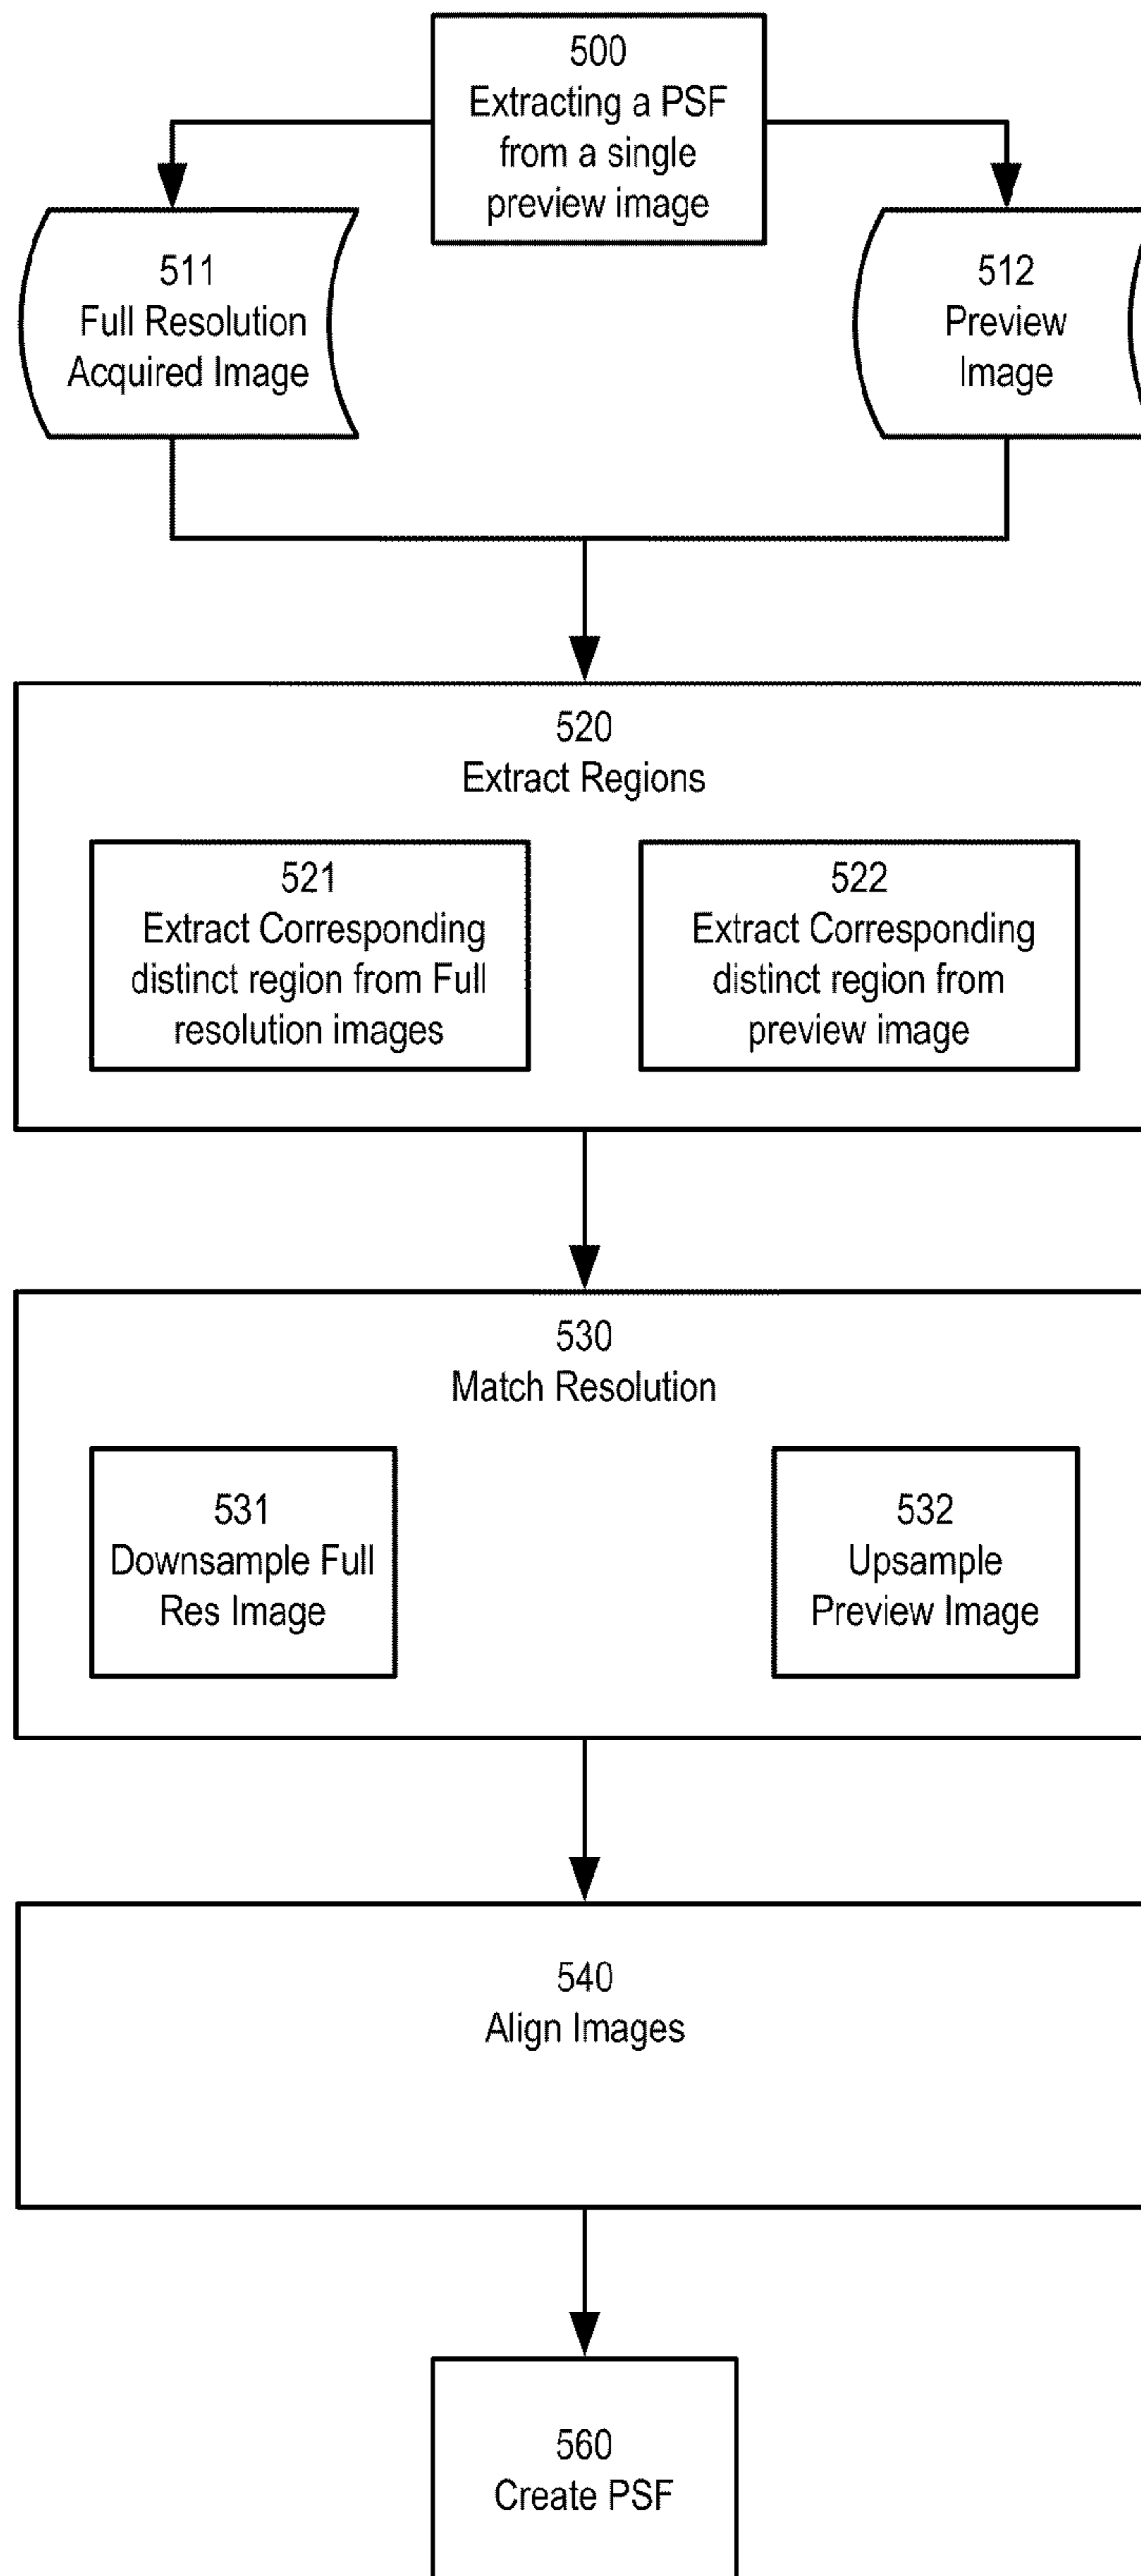 500
Extracting a PSF
from a single
preview image
511
Full Resolution
Acquired Image
512
Preview
Image
520
Extract Regions
521
Extract Corresponding
distinct region from Full
resolution images
522
Extract Corresponding
distinct region from
preview image
530
Match Resolution
531
Downsample Full
Res Image
532
Upsample
Preview Image
540
Align Images
560
Create PSF